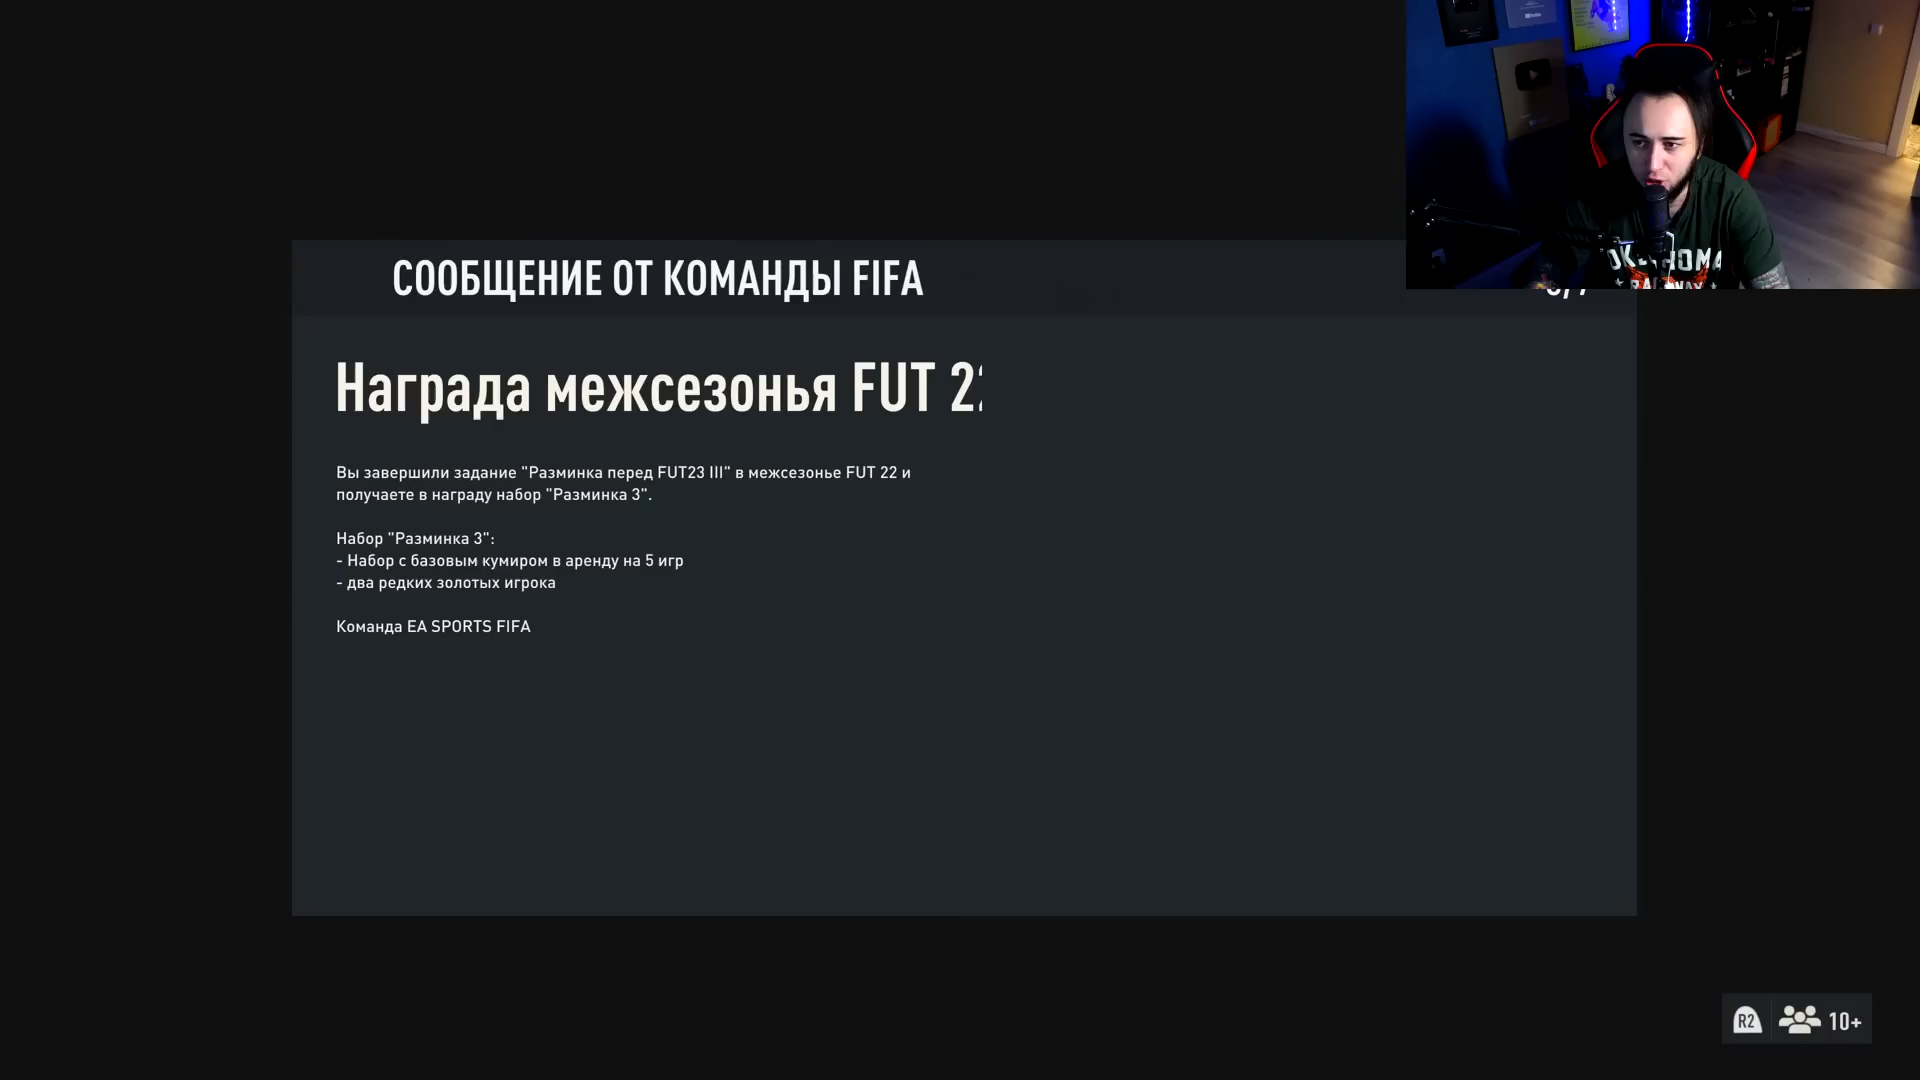 СООБЩЕНИЕ ОТ КОМАНДЫ FIFA
Награда межсезонья FUT 22
Вы завершили задание "Разминка перед FUT23 III" в межсезонье FUT 22 и
получаете в награду набор "Разминка 3".
Набор "Разминка 3":
- Набор с базовым кумиром в аренду на 5 игр
- два редких золотых игрока
Команда EA SPORTS FIFA
R2 10+